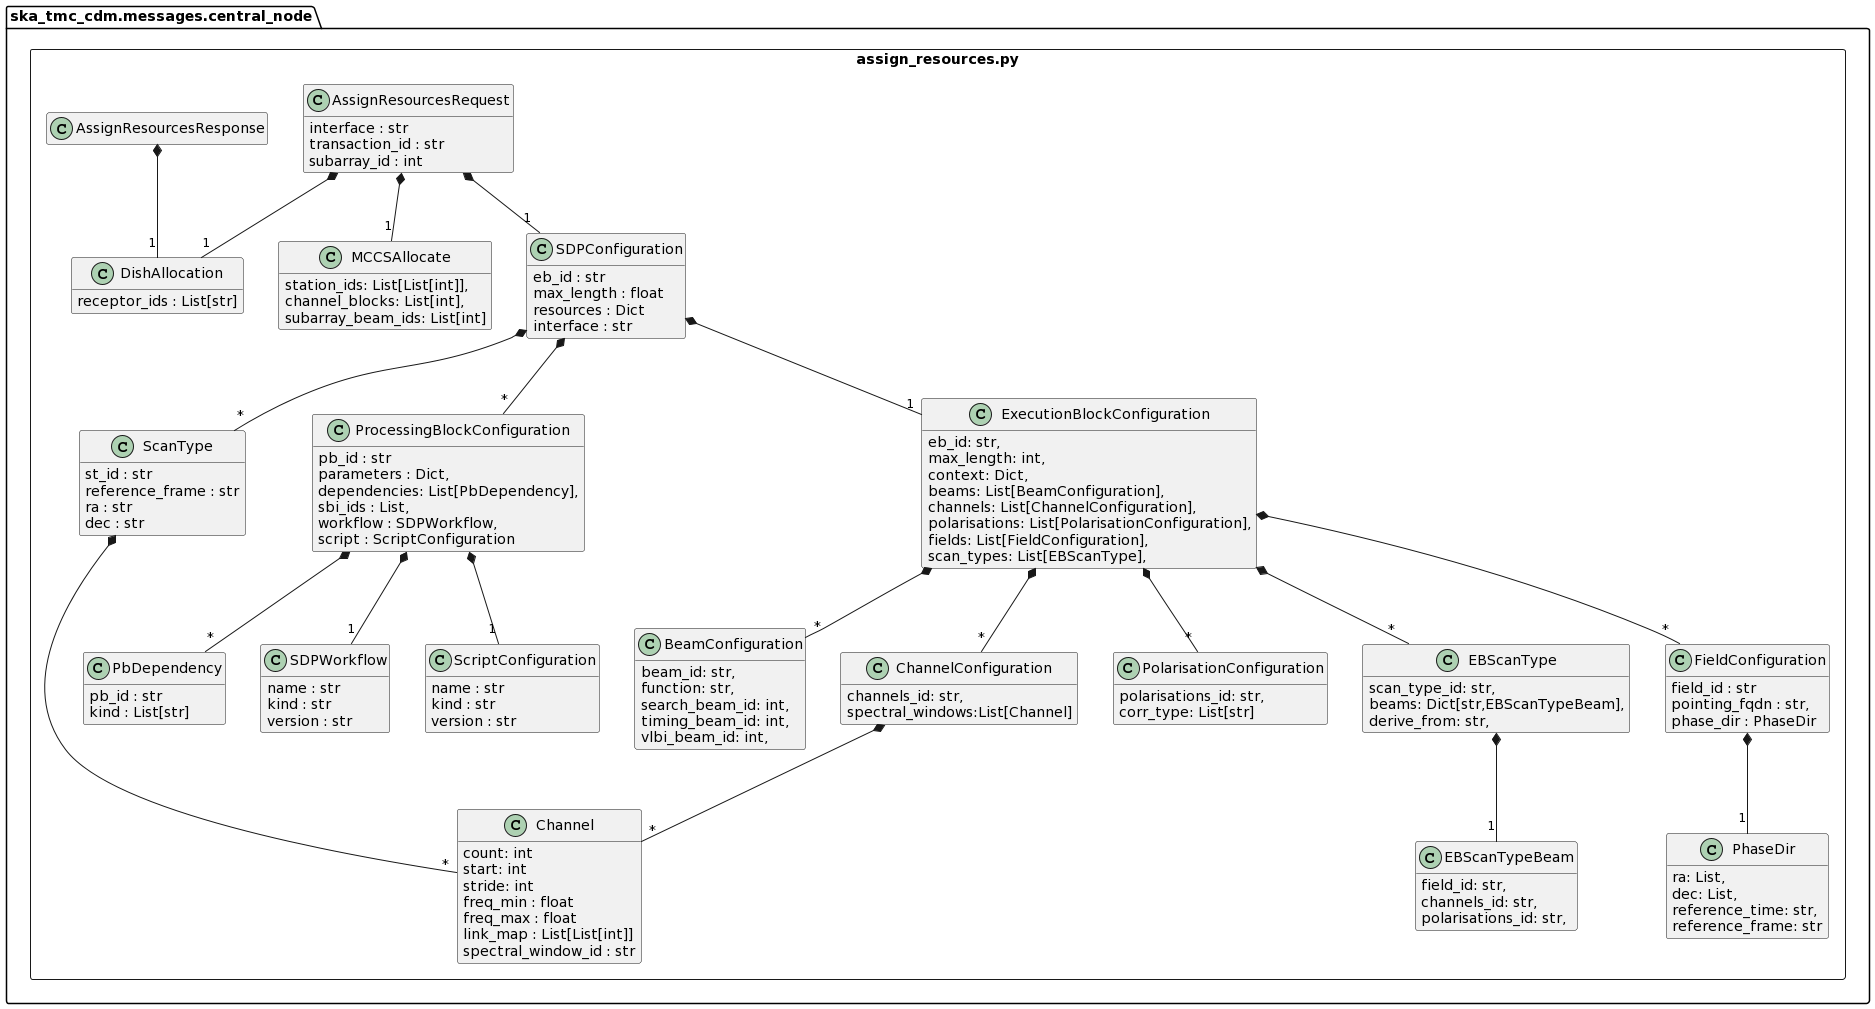 ska_tmc_cdm.messages.central_node
assign_resources.py
C AssignResourcesResponse
C AssignResourcesRequest
interface : str
transaction_id : str
subarray_id : int
1
1
1
1
C DishAllocation
receptor_ids : List[str]
C MCCSAllocate
station_ids: List[List[int]],
channel_blocks: List[int],
subarray_beam_ids: List[int]
C SDPConfiguration
eb_id : str
max_length : float
resources : Dict
interface : str
*
*
1
C ScanType
st_id : str
reference_frame : str
ra : str
dec : str
C ProcessingBlockConfiguration
pb_id : str
parameters : Dict,
dependencies: List[PbDependency],
sbi_ids : List,
workflow : SDPWorkflow,
script : ScriptConfiguration
C ExecutionBlockConfiguration
eb_id: str,
max_length: int,
context: Dict,
beams: List[BeamConfiguration],
channels: List[ChannelConfiguration],
polarisations: List[PolarisationConfiguration],
fields: List[FieldConfiguration],
scan_types: List[EBScanType],
*
1
1
*
*
*
*
*
C PbDependency
pb_id : str
kind : List[str]
C SDPWorkflow
name : str
kind : str
version : str
C ScriptConfiguration
name : str
kind : str
version : str
C BeamConfiguration
beam_id: str,
function: str,
search_beam_id: int,
timing_beam_id: int,
vlbi_beam_id: int,
C ChannelConfiguration
channels_id: str,
spectral_windows:List[Channel]
C PolarisationConfiguration
polarisations_id: str,
corr_type: List[str]
C EBScanType
scan_type_id: str,
beams: Dict[str,EBScanTypeBeam],
derive_from: str,
C FieldConfiguration
field_id : str
pointing_fqdn : str,
phase_dir : PhaseDir
*
*
1
1
C Channel
count: int
start: int
stride: int
freq_min : float
freq_max : float
link_map : List[List[int]]
spectral_window_id : str
C EBScanTypeBeam
field_id: str,
channels_id: str,
polarisations_id: str,
C PhaseDir
ra: List,
dec: List,
reference_time: str,
reference_frame: str